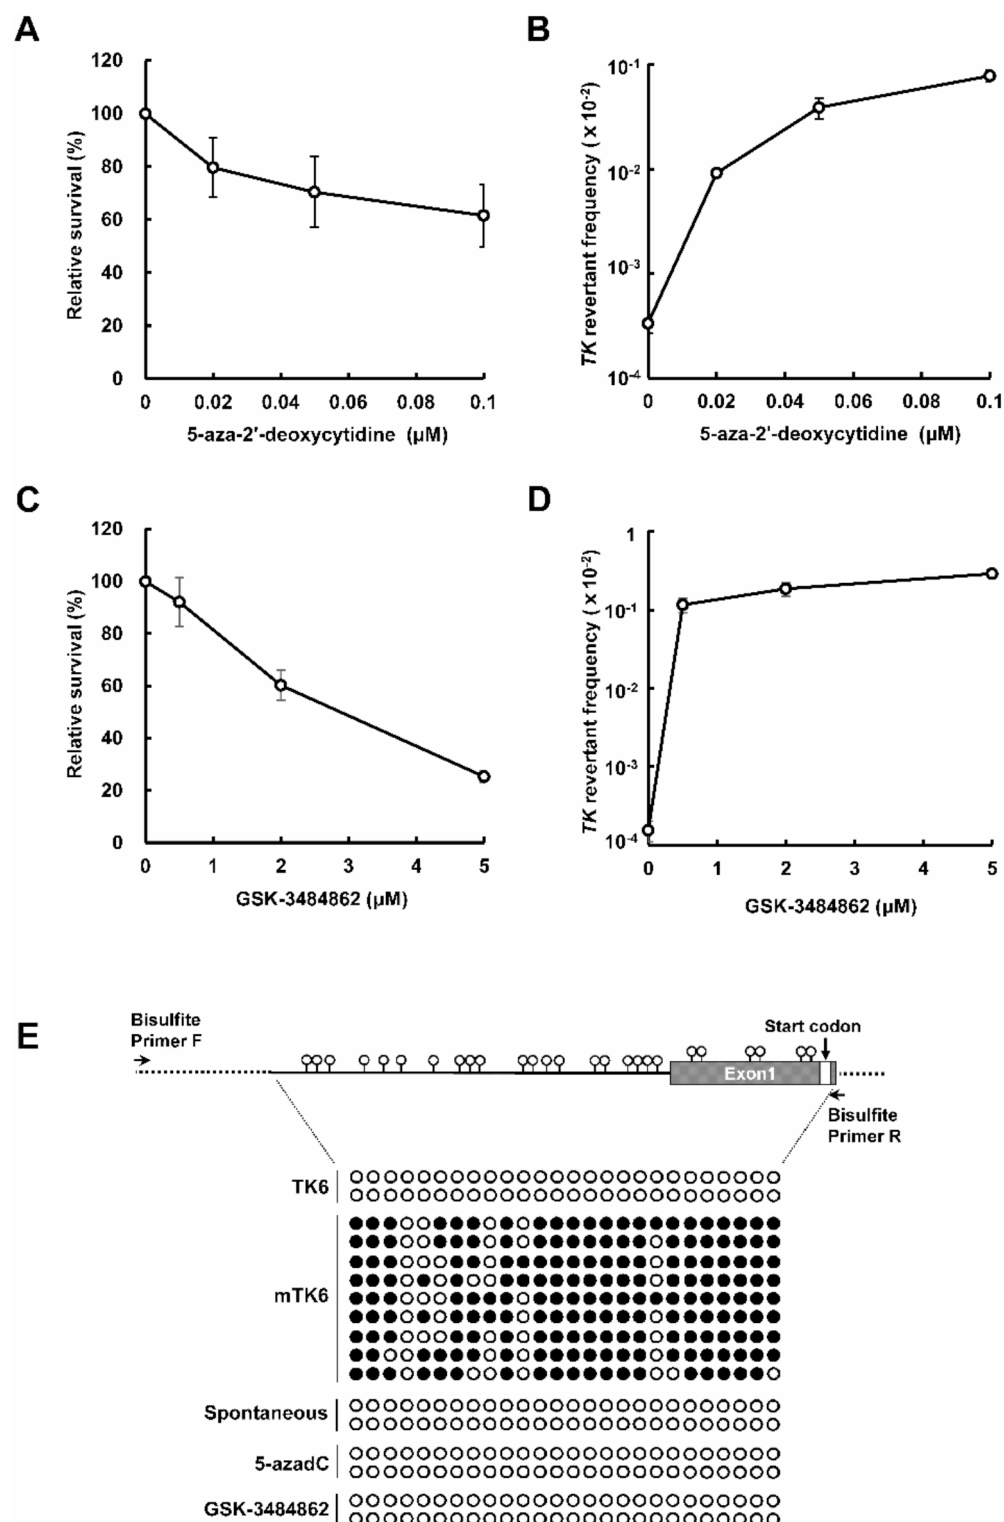 A
120
100
80
60
40
20
0
Relative survival (%)
0 0.02 0.04 0.06 0.08 0.1
5-aza-2'-deoxycytidine (µM)
B
10-1
10-2
10-3
10-4
TK revertant frequency ( x 10-2)
0 0.02 0.04 0.06 0.08 0.1
5-aza-2'-deoxycytidine (µM)
C
120
100
80
60
40
20
0
Relative survival (%)
0 1 2 3 4 5
GSK-3484862 (µM)
D
1
10-1
10-2
10-3
10-4
TK revertant frequency ( x 10-2)
0 1 2 3 4 5
GSK-3484862 (µM)
E
Bisulfite
Primer F
Start codon
Exon1
Bisulfite
Primer R
TK6
mTK6
Spontaneous
5-azadC
GSK-3484862